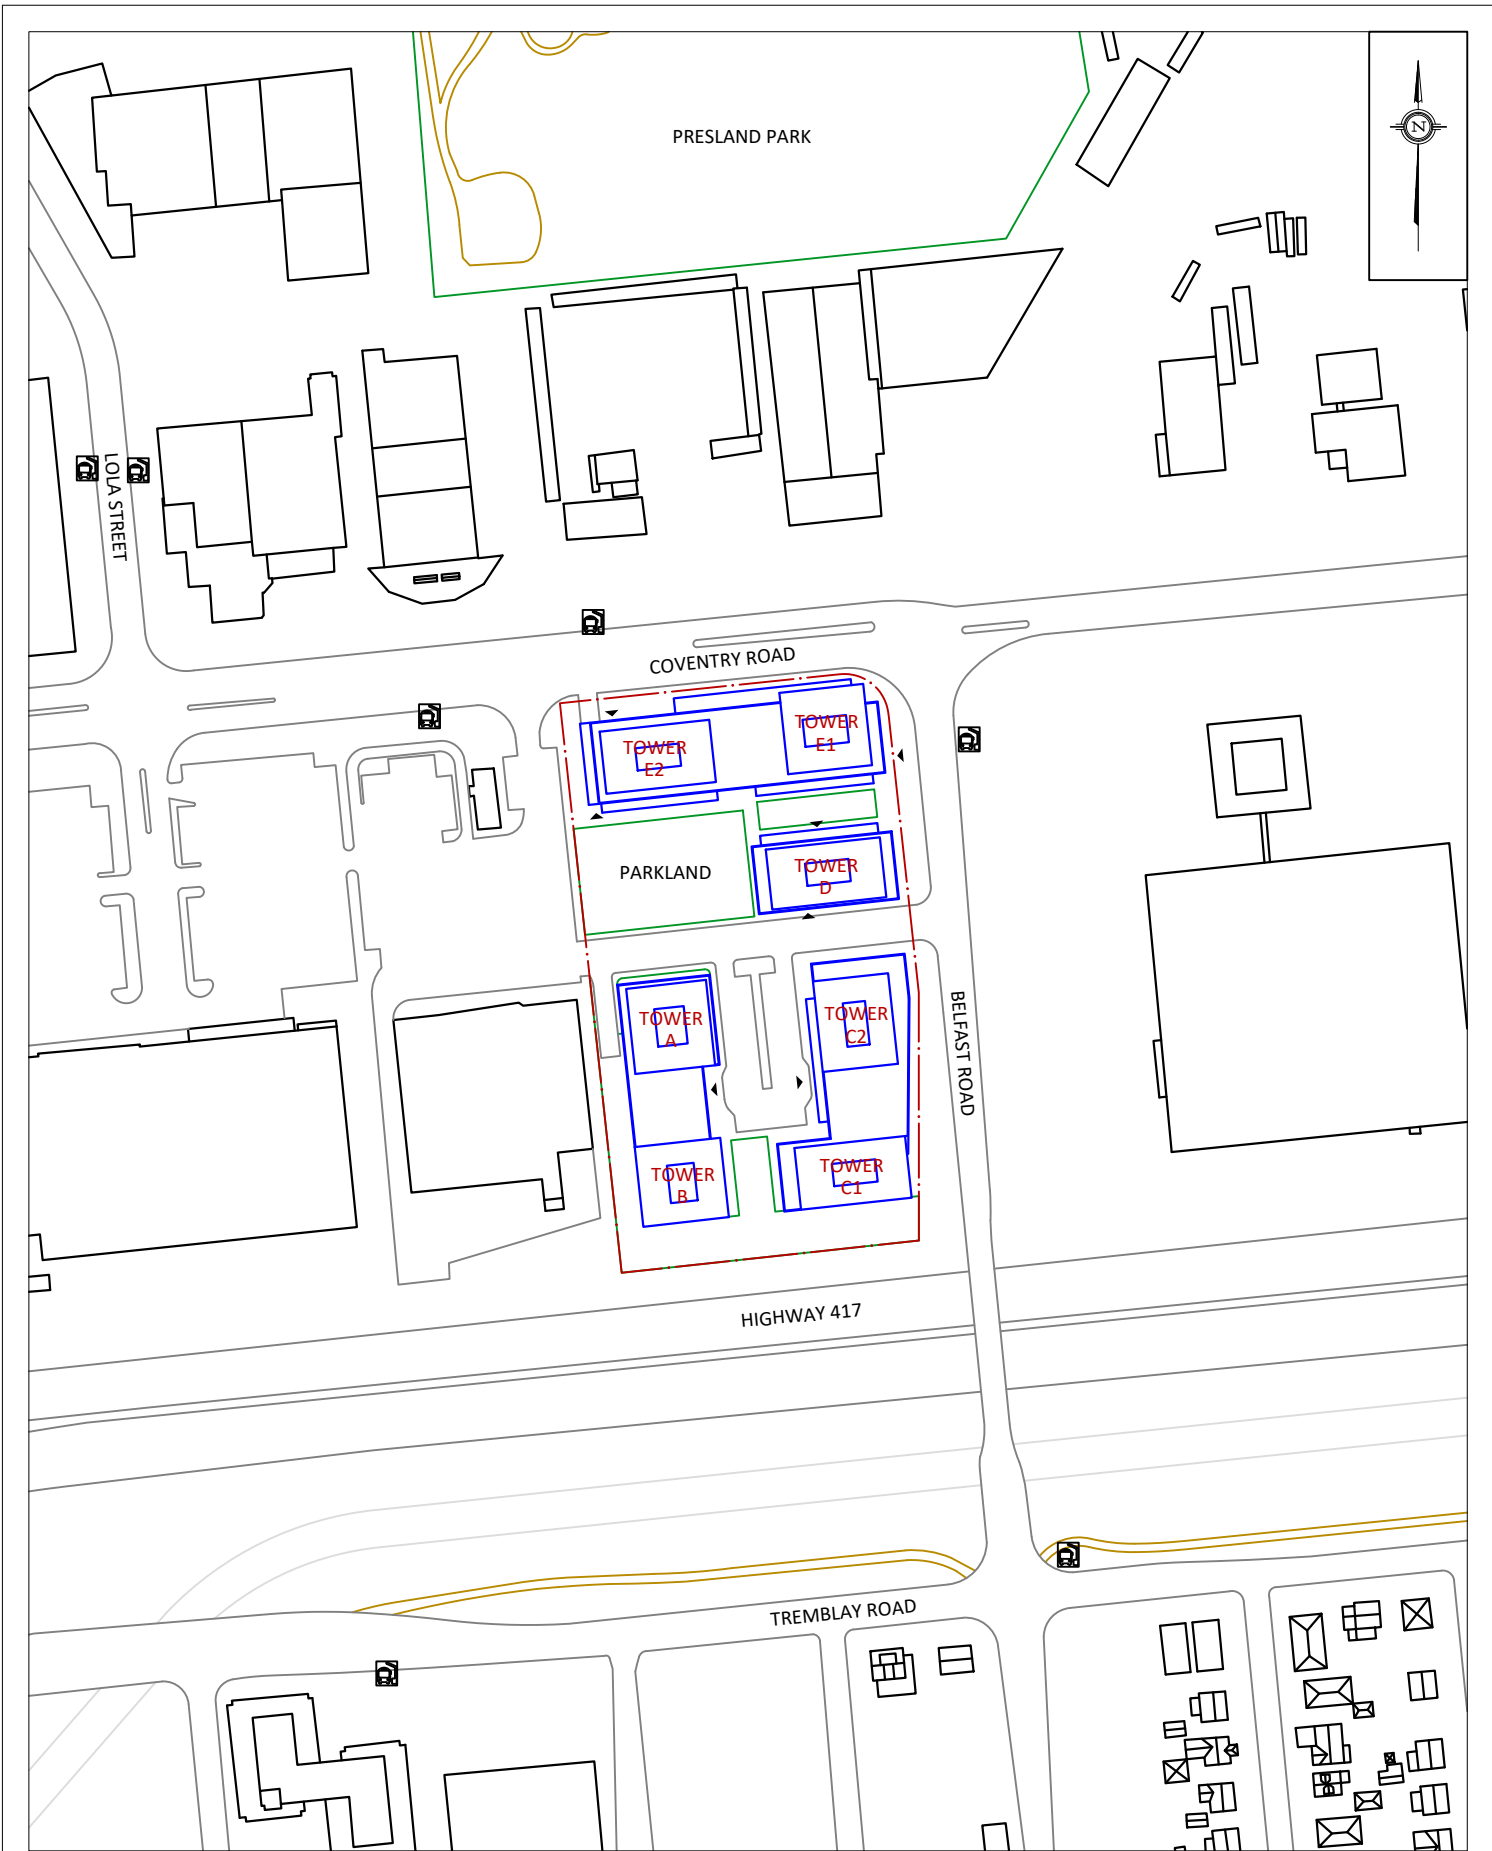 PRESLAND PARK
N
LOLA STREET
COVENTRY ROAD
TOWER
E1
TOWER
E2
PARKLAND
TOWER
D
TOWER
A
TOWER
C2
BELFAST ROAD
TOWER
B
TOWER
C1
HIGHWAY 417
TREMBLAY ROAD